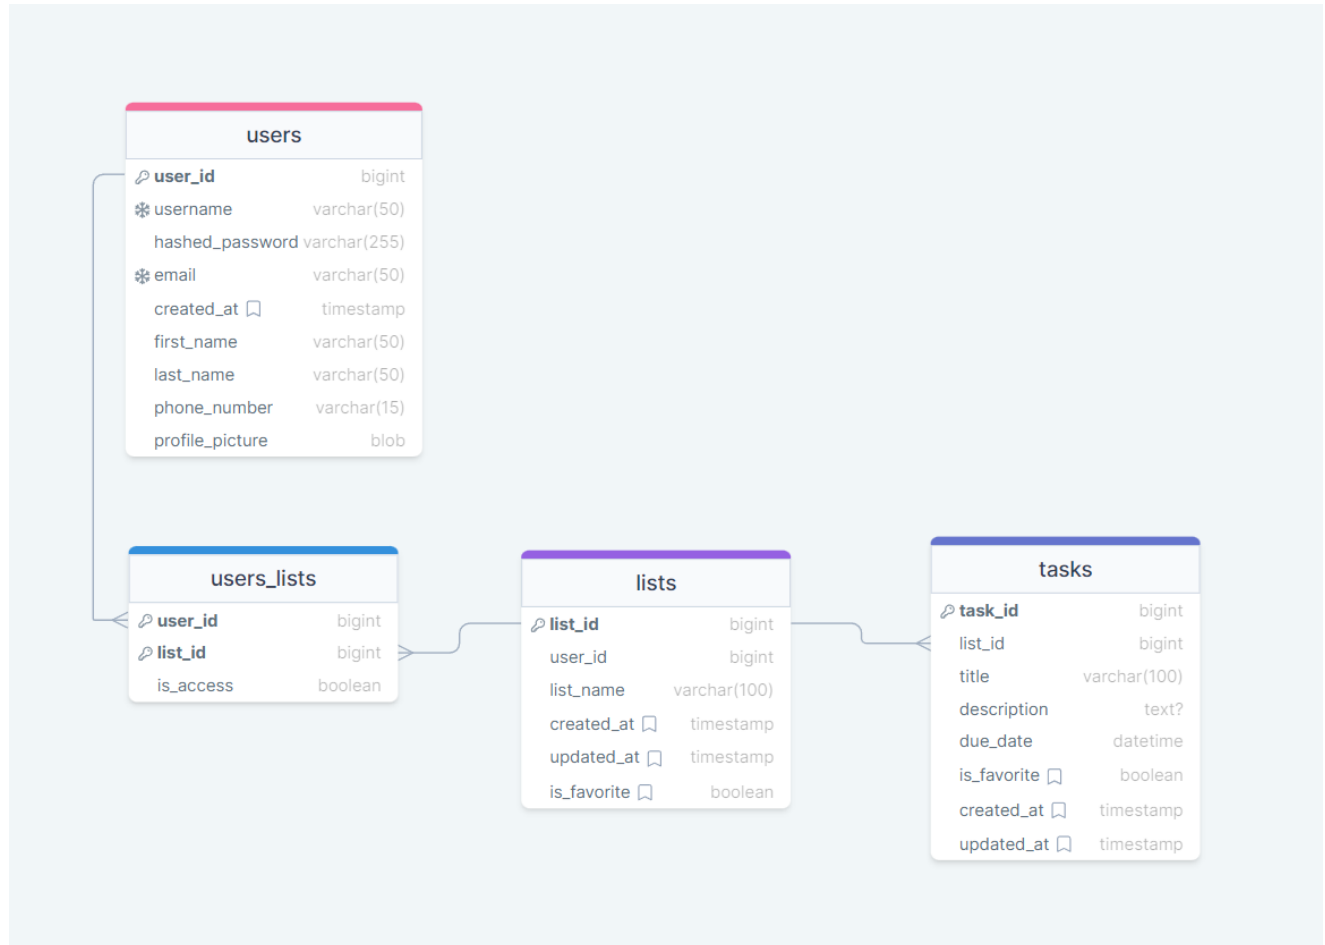 users
user_id bigint
username varchar(50)
hashed_password varchar(255)
email varchar(50)
created_at timestamp
first_name varchar(50)
last_name varchar(50)
phone_number varchar(15)
profile_picture blob
users_lists
user_id bigint
list_id bigint
is_access boolean
lists
list_id bigint
user_id bigint
list_name varchar(100)
created_at timestamp
updated_at timestamp
is_favorite boolean
tasks
task_id bigint
list_id bigint
title varchar(100)
description text?
due_date datetime
is_favorite boolean
created_at timestamp
updated_at timestamp